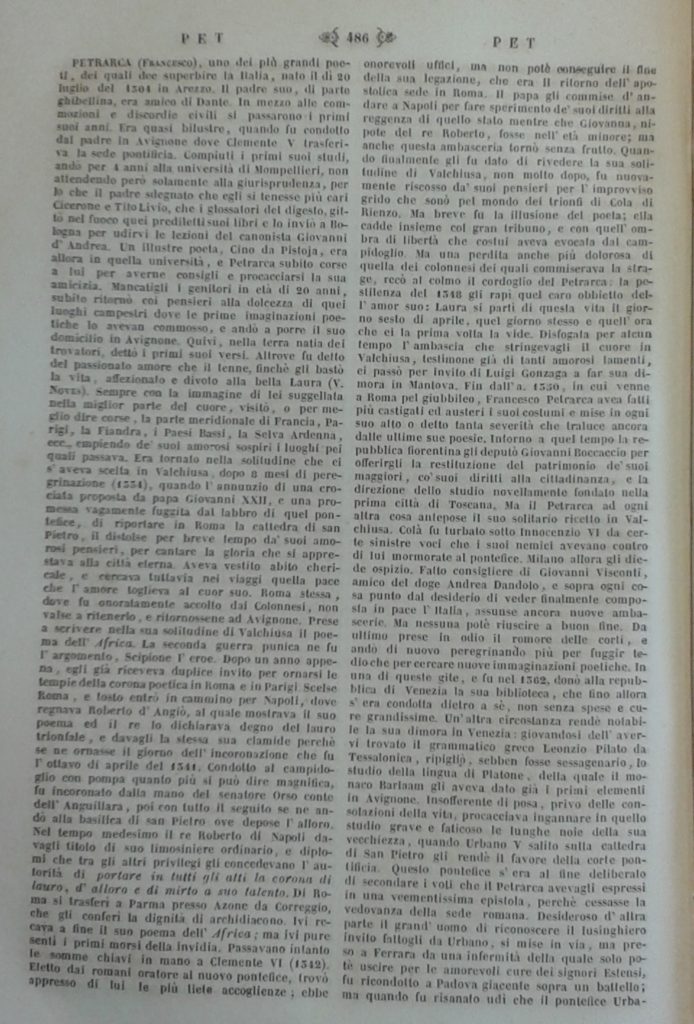 PET
486
PET
PETRARCA (FRANCESCO), uno dei più grandi poe-
ti, dei quali dee superbire la Italia, nato il dì 20
luglio del 1304 in Arezzo. Il padre suo, di parte
ghibellina, era amico di Dante. In mezzo alle com-
mozioni e discordie civili si passarono i primi
suoi anni. Era quasi bilustre, quando fu condotto
dal padre in Avignone dove Clemente V trasferi-
va la sede pontificia. Compiuti i primi suoi studi,
ando per 4 anni alla università di Mompellieri, non
attendendo però solamente alla giurisprudenza, per
lo che il padre sdegnato che egli si tenesse più cari
Cicerone e Tito Livio, che i glossatori del digesto, git-
tò nel fuoco quei prediletti suoi libri e lo inviò a Bo-
logna per udirvi le lezioni del canonista Giovanni
d' Andrea. Un illustre poeta, Cino da Pistoja, era
allora in quella università, e Petrarca subito corse
a lui per averne consigli e procacciarsi la sua
amicizia. Mancatigli i genitori in età di 20 anni,
subito ritornò coi pensieri alla dolcezza di quei
luoghi campestri dove le prime imaginazioni poe-
tiche lo avevan commosso, e andò a porre il suo
domicilio in Avignone. Quivi, nella terra natia dei
trovatori, dettò i primi suoi versi. Altrove fu detto
del passionato amore che il tenne, finchè gli bastò
la vita, affezionato e divoto alla bella Laura (V.
NOVES). Sempre con la immagine di lei suggellata
nella miglior parte del cuore, visitò, o per me-
glio dire corse, la parte meridionale di Francia, Pa-
rigi, la Fiandra, i Paesi Bassi, la Selva Ardenna,
ecc., empiendo de' suoi amorosi sospiri i luoghi pei
quali passava. Era tornato nella solitudine che ci
s' aveva scelta in Valchiusa, dopo 8 mesi di pere-
grinazione (1334), quando l' annunzio di una cro-
ciata proposta da papa Giovanni XXII, e una pro-
messa vagamente fuggita dal labbro di quel pon-
tefice, di riportare in Roma la cattedra di san
Pietro, il distolse per breve tempo da' suoi amo-
rosi pensieri, per cantare la gloria che si appre-
stava alla città eterna. Aveva vestito abito cheri-
cale, e cercava tuttavia nei viaggi quella pace
che l' amore toglieva al cuor suo. Roma stessa,
dove fu onoratamente accolto dai Colonnesi, non
valse a ritenerlo, e ritornossene ad Avignone. Prese
a scrivere nella sua solitudine di Valchiusa il poe-
ma dell' Africa. La seconda guerra punica ne fu
l' argomento, Scipione l' eroe. Dopo un anno appe-
na, egli già riceveva duplice invito per ornarsi le
tempie della corona poetica in Roma e in Parigi. Scelse
Roma, e tosto entrò in cammino per Napoli, dove
regnava Roberto d' Angiò, al quale mostrava il suo
poema ed il re lo dichiarava degno del lauro
trionfale, e davagli la stessa sua clamide perchè
se ne ornasse il giorno dell' incoronazione che fu
l' ottavo di aprile del 1341. Condotto al campido-
glio con pompa quanto più si può dire magnifica,
fu incoronato dalla mano del senatore Orso conte
dell' Anguillara, poi con tutto il seguito se ne an-
dò alla basilica di san Pietro ove depose l' alloro.
Nel tempo medesimo il re Roberto di Napoli da-
vagli titolo di suo limosiniere ordinario, e diplo-
mi che tra gli altri privilegi gli concedevano l' au-
torità di portare in tutti gli atti la corona di
lauro, d' alloro e di mirto a suo talento. Di Ro-
ma si trasferì a Parma presso Azone da Correggio,
che gli conferì la dignità di archidiacono. Ivi re-
cava a fine il suo poema dell' Africa; ma ivi pure
sentì i primi morsi della invidia. Passavano intanto
le somme chiavi in mano a Clemente VI (1342).
Eletto dai romani oratore al nuovo pontefice, trovò
appresso di lui le più liete accoglienze; ebbe
onorevoli uffici, ma non potè conseguire il fine
della sua legazione, che era il ritorno dell' apo-
stolica sede in Roma. Il papa gli commise d' an-
dare a Napoli per fare sperimento de' suoi diritti alla
reggenza di quello stato mentre che Giovanna, ni-
pote del re Roberto, fosse nell' età minore; ma
anche questa ambasceria tornò senza frutto. Quan-
do finalmente gli fu dato di rivedere la sua soli-
tudine di Valchiusa, non molto dopo, fu nuova-
mente riscosso da' suoi pensieri per l' improvviso
grido che sonò pel mondo dei trionfi di Cola di
Rienzo. Ma breve fu la illusione del poeta; ella
cadde insieme col gran tribuno, e con quell' om-
bra di libertà che costui aveva evocata dal cam-
pidoglio. Ma una perdita anche più dolorosa di
quella dei colonnesi dei quali commiserava la stra-
ge, recò al colmo il cordoglio del Petrarca: la pe-
stilenza del 1348 gli rapì quel caro obbietto del-
l' amor suo: Laura si partì di questa vita il gior-
no sesto di aprile, quel giorno stesso e quell' ora
che ei la prima volta la vide. Disfogata per alcun
tempo l' ambascia che stringevagli il cuore in
Valchiusa, testimone già di tanti amorosi lamenti,
ei passò per invito di Luigi Gonzaga a far sua di-
mora in Mantova. Fin dall' a. 1350, in cui venne
a Roma pel giubbileo, Francesco Petrarca avea fatti
più castigati ed austeri i suoi costumi e mise in ogni
suo alto o detto tanta severità che traluce ancora
dalle ultime sue poesie. Intorno a quel tempo la re-
pubblica fiorentina gli deputò Giovanni Boccaccio per
offerirgli la restituzione del patrimonio de' suoi
maggiori, co' suoi diritti alla cittadinanza, e la
direzione dello studio novellamente fondato nella
prima città di Toscana. Ma il Petrarca ad ogni
altra cosa antepose il suo solitario ricetto in Val-
chiusa. Colà fu turbalo sotto Innocenzio VI da cer-
te sinistre voci che i suoi nemici avevano contro
di lui mormorate al pontefice. Milano allora gli die-
de ospizio. Fatto consigliere di Giovanni Visconti,
amico del doge Andrea Dandolo, e sopra ogni co-
sa punto dal disiderio di veder finalmente compo-
sta in pace l' Italia, assunse ancora nuove amba-
scerie. Ma nessuna potè riuscire a buon fine. Da
ultimo prese in odio il romore delle corti, e
andò di nuovo peregrinando più per fuggir te-
dio che per cercare nuove immaginazioni poetiche. In
una di queste gite, e fu nel 1362, donò alla repub-
blica di Venezia la sua biblioteca, che fino allora
s' era condotta dietro a sè, non senza spese e cu-
re grandissime. Un' altra circostanza rendè notabi-
le la sua dimora in Venezia: giovandosi dell' aver-
vi trovato il grammatico greco Leonzio Pilato da
Tessalonica, ripigliò, sebben fosse sessagenario, lo
studio della lingua di Platone, della quale il mo-
naco Barlaam gli aveva dato già i primi elementi
in Avignone. Insofferente di posa, privo delle con-
solazioni della vita, procacciava ingannare in quello
studio grave e faticoso le lunghe noie della sua
vecchiezza, quando Urbano V salito sulla cattedra
di San Pietro gli rendè il favore della corte pon-
tificia. Questo pontefice s' era al fine deliberato
di secondare i voti che il Petrarca avevagli espressi
in una veementissima epistola, perchè cessasse la
vedovanza della sede romana. Desideroso d' altra
parte il grand' uomo di riconoscere il lusinghiero
invito fattogli da Urbano, si mise in via, ma pre-
so a Ferrara da una infermità della quale solo po-
tè uscire per le amorevoli cure dei signori Estensi,
fu ricondotto a Padova giacente sopra un battello;
ma quando fu risanato udì che il pontefice Urba-